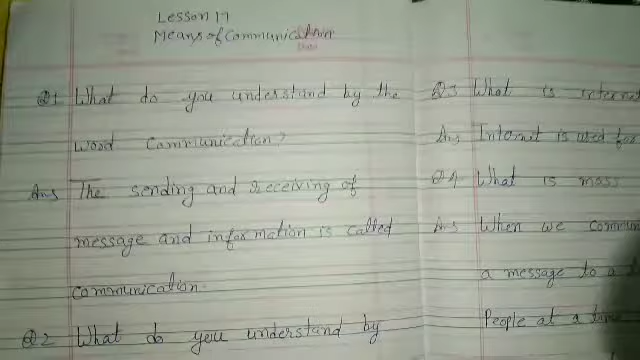 Lesson 17
Means of Communication
Q1 What do you understand by the
word communication?
Ans The sending and receiving of
message and information is called
communication.
Q2 What do you understand by
Q3 What is internet
Ans Internet is used for
Q4 What is mass
Ans When we commun
a message to a
People at a time